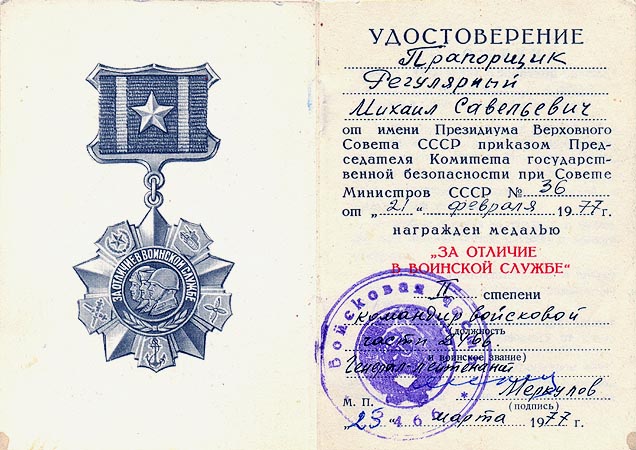 ЗА ОТЛИЧИЕ В ВОИНСКОЙ СЛУЖБЕ
УДОСТОВЕРЕНИЕ
Прапорщик
Регулярный
Михаил Савельевич
от имени Президиума Верховного
Совета СССР приказом Пред-
седателя Комитета государст-
венной безопасности при Совете
Министров СССР № 36
от „21“ февраля 1977 г.
награжден медалью
„ЗА ОТЛИЧИЕ
В ВОИНСКОЙ СЛУЖБЕ“
II степени
командир войсковой
(должность
части 2466
и воинское звание)
Генерал-лейтенант
Меркулов
(подпись)
М. П.
„23“ марта 1977 г.
Войсковая